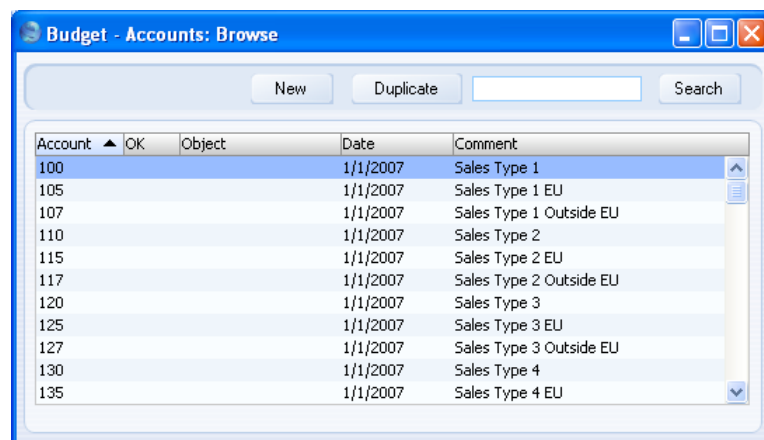 Budget - Accounts: Browse
New Duplicate Search
Account OK Object Date Comment
100 1/1/2007 Sales Type 1
105 1/1/2007 Sales Type 1 EU
107 1/1/2007 Sales Type 1 Outside EU
110 1/1/2007 Sales Type 2
115 1/1/2007 Sales Type 2 EU
117 1/1/2007 Sales Type 2 Outside EU
120 1/1/2007 Sales Type 3
125 1/1/2007 Sales Type 3 EU
127 1/1/2007 Sales Type 3 Outside EU
130 1/1/2007 Sales Type 4
135 1/1/2007 Sales Type 4 EU